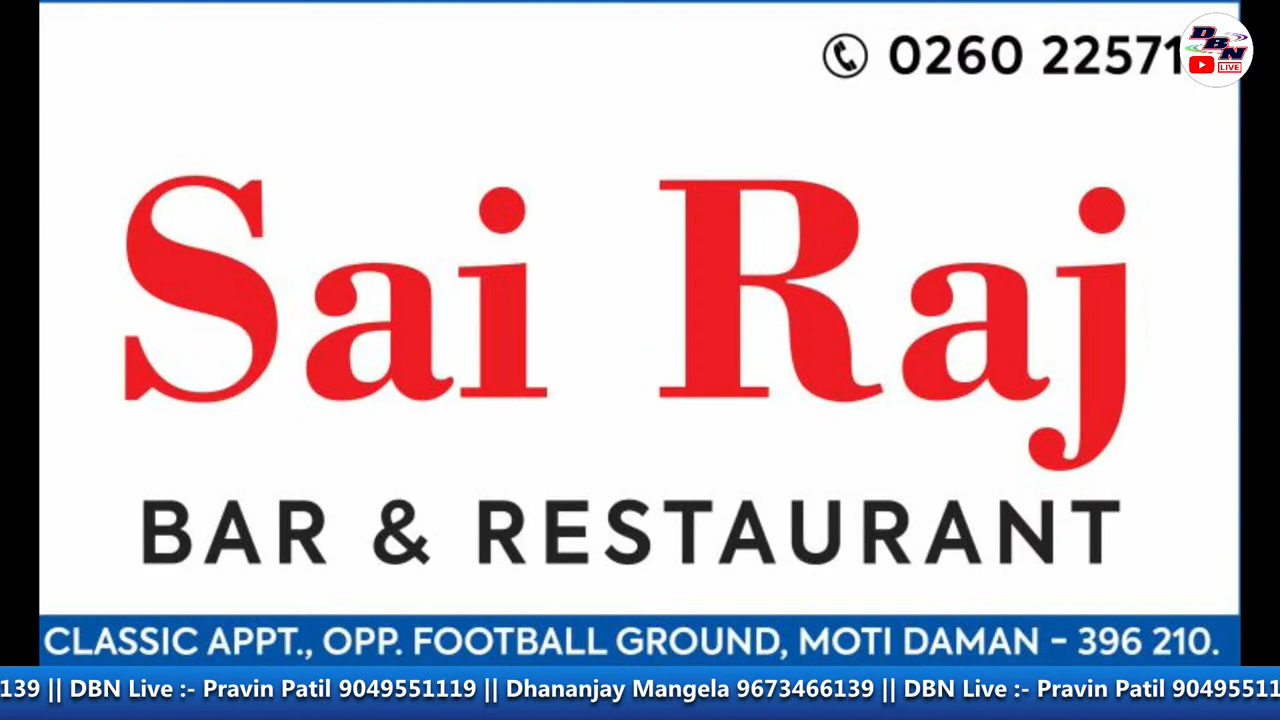 0260 22571
DBN
LIVE
Sai Raj
BAR & RESTAURANT
CLASSIC APPT., OPP. FOOTBALL GROUND, MOTI DAMAN - 396 210.
139 || DBN Live :- Pravin Patil 9049551119 || Dhananjay Mangela 9673466139 || DBN Live :- Pravin Patil 90495511